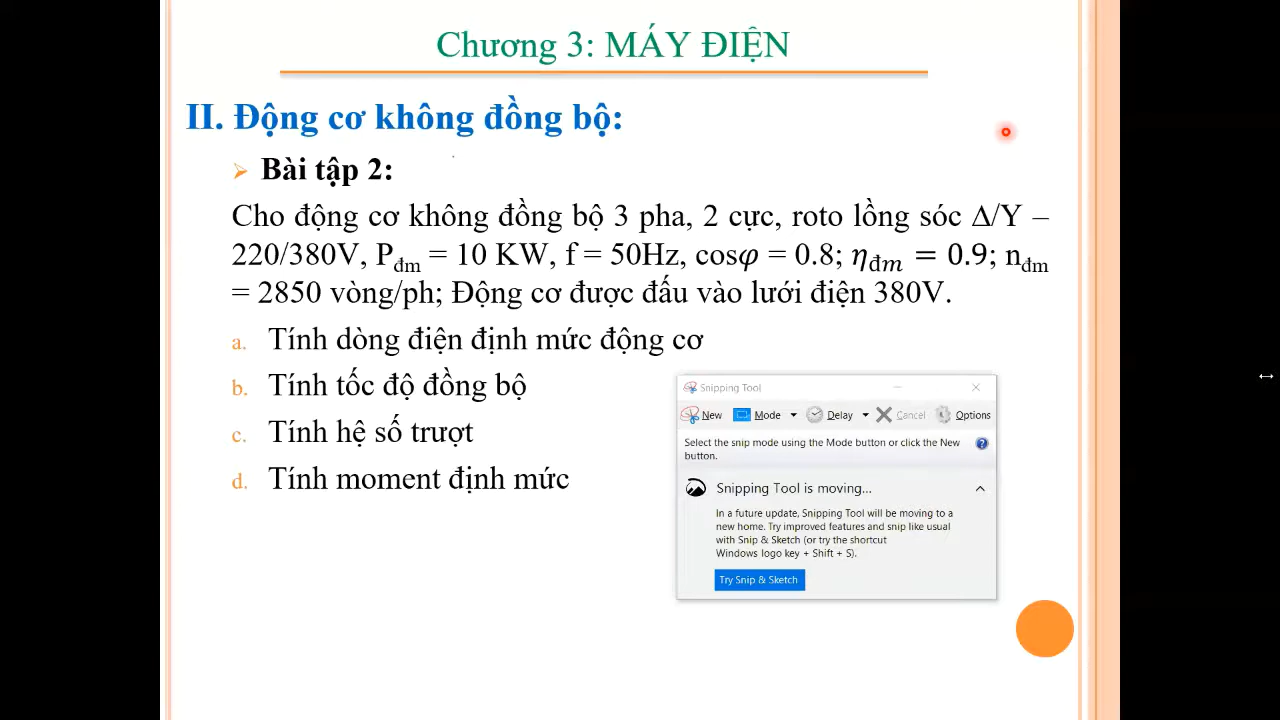 Chương 3: MÁY ĐIỆN
II. Động cơ không đồng bộ:
Bài tập 2:
Cho động cơ không đồng bộ 3 pha, 2 cực, roto lồng sóc Δ/Y –
220/380V, Pđm = 10 KW, f = 50Hz, cosφ = 0.8; ηđm = 0.9; nđm
= 2850 vòng/ph; Động cơ được đấu vào lưới điện 380V.
a. Tính dòng điện định mức động cơ
b. Tính tốc độ đồng bộ
c. Tính hệ số trượt
d. Tính moment định mức
Snipping Tool
New Mode Delay Cancel Options
Select the snip mode using the Mode button or click the New
button.
Snipping Tool is moving...
In a future update, Snipping Tool will be moving to a
new home. Try improved features and snip like usual
with Snip & Sketch (or try the shortcut
Windows logo key + Shift + S).
Try Snip & Sketch